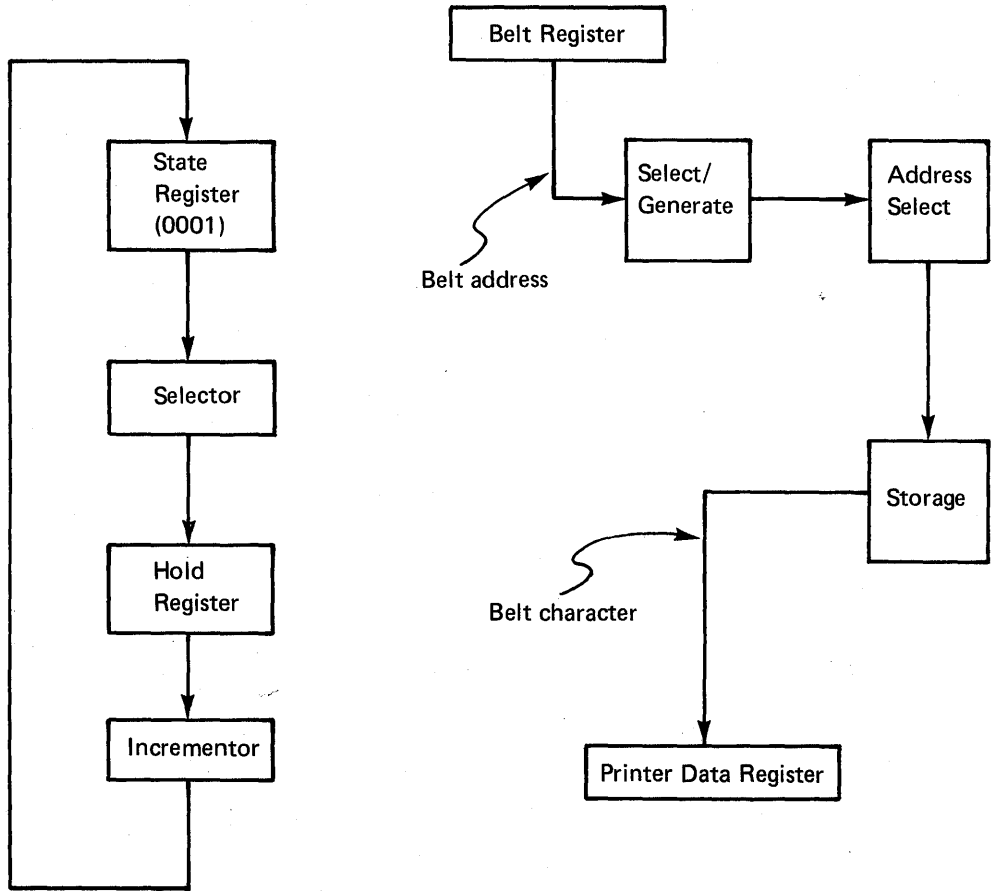 State
Register
(0001)
Selector
Hold
Register
Incrementor
Belt Register
Select/
Generate
Address
Select
Belt address
Storage
Belt character
Printer Data Register